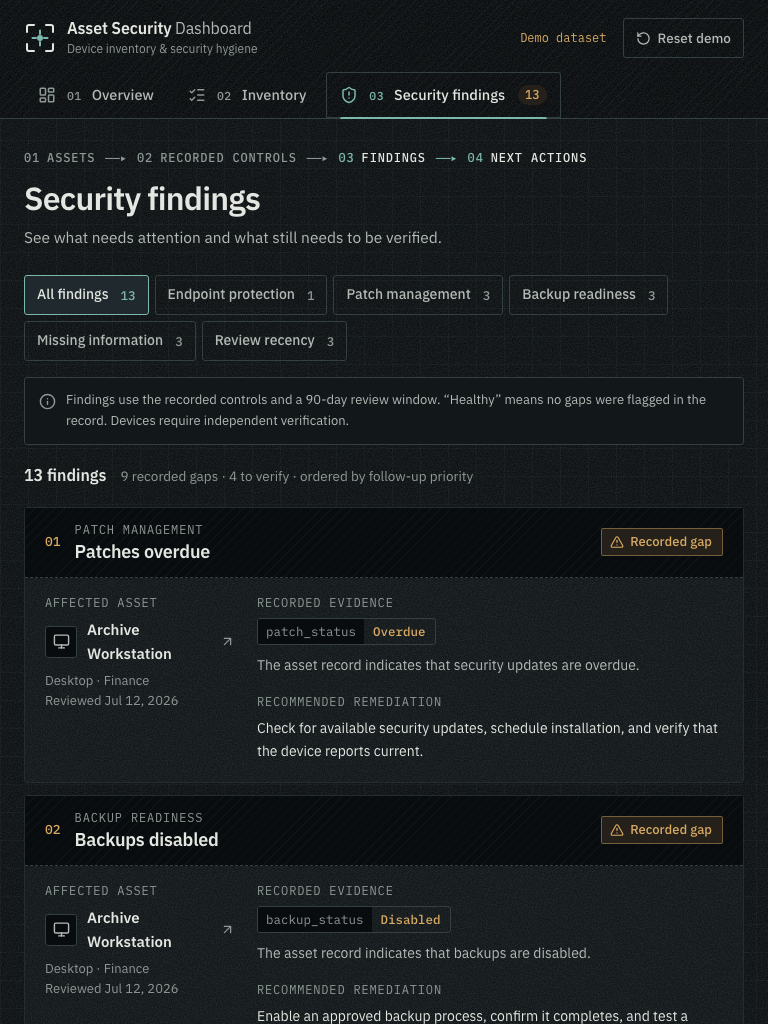 Asset Security Dashboard
Device inventory & security hygiene
Demo dataset
Reset demo
01 Overview
02 Inventory
03 Security findings 13
01 ASSETS 02 RECORDED CONTROLS 03 FINDINGS 04 NEXT ACTIONS
Security findings
See what needs attention and what still needs to be verified.
All findings 13
Endpoint protection 1
Patch management 3
Backup readiness 3
Missing information 3
Review recency 3
Findings use the recorded controls and a 90-day review window. “Healthy” means no gaps were flagged in the
record. Devices require independent verification.
13 findings 9 recorded gaps · 4 to verify · ordered by follow-up priority
01
PATCH MANAGEMENT
Patches overdue
Recorded gap
AFFECTED ASSET
Archive
Workstation
Desktop · Finance
Reviewed Jul 12, 2026
RECORDED EVIDENCE
patch_status Overdue
The asset record indicates that security updates are overdue.
RECOMMENDED REMEDIATION
Check for available security updates, schedule installation, and verify that
the device reports current.
02
BACKUP READINESS
Backups disabled
Recorded gap
AFFECTED ASSET
Archive
Workstation
Desktop · Finance
Reviewed Jul 12, 2026
RECORDED EVIDENCE
backup_status Disabled
The asset record indicates that backups are disabled.
RECOMMENDED REMEDIATION
Enable an approved backup process, confirm it completes, and test a